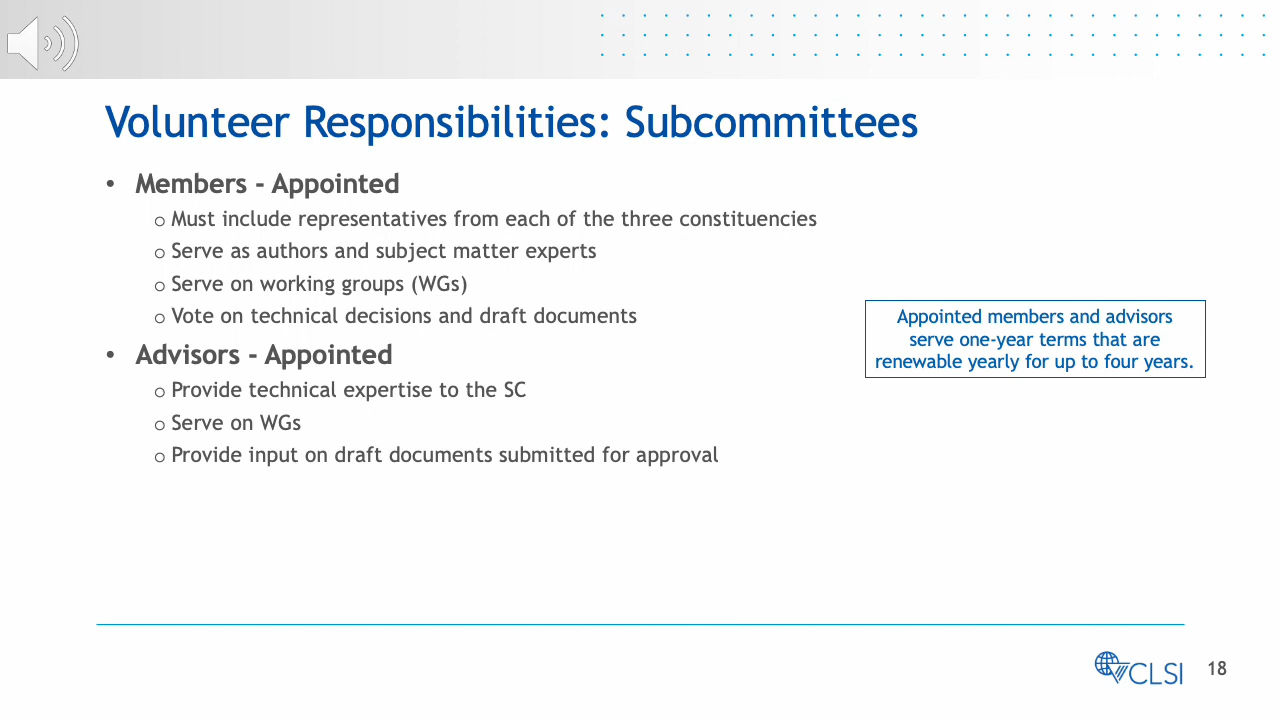 Volunteer Responsibilities: Subcommittees
• Members - Appointed
o Must include representatives from each of the three constituencies
o Serve as authors and subject matter experts
o Serve on working groups (WGs)
o Vote on technical decisions and draft documents
• Advisors - Appointed
o Provide technical expertise to the SC
o Serve on WGs
o Provide input on draft documents submitted for approval
Appointed members and advisors
serve one-year terms that are
renewable yearly for up to four years.
CLSI
18